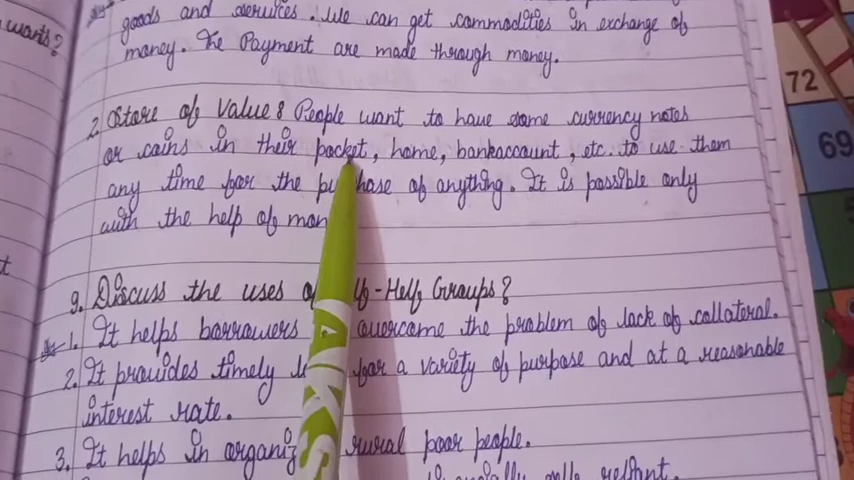 goods and services. We can get commodities in exchange of
wants?
money. The Payment are made through money.
72
2. Store of Value: People want to have some currency notes
69
or coins in their pocket, home, bankaccount, etc. to use them
any time for the of anything. It is possible only
with the help of
9. Discuss the uses Self-Help Groups?
1. It helps borrowers overcome the problem of lack of collateral.
2. It provides timely for a variety of purpose and at a reasonable
interest rate.
3. It helps in rural poor people.